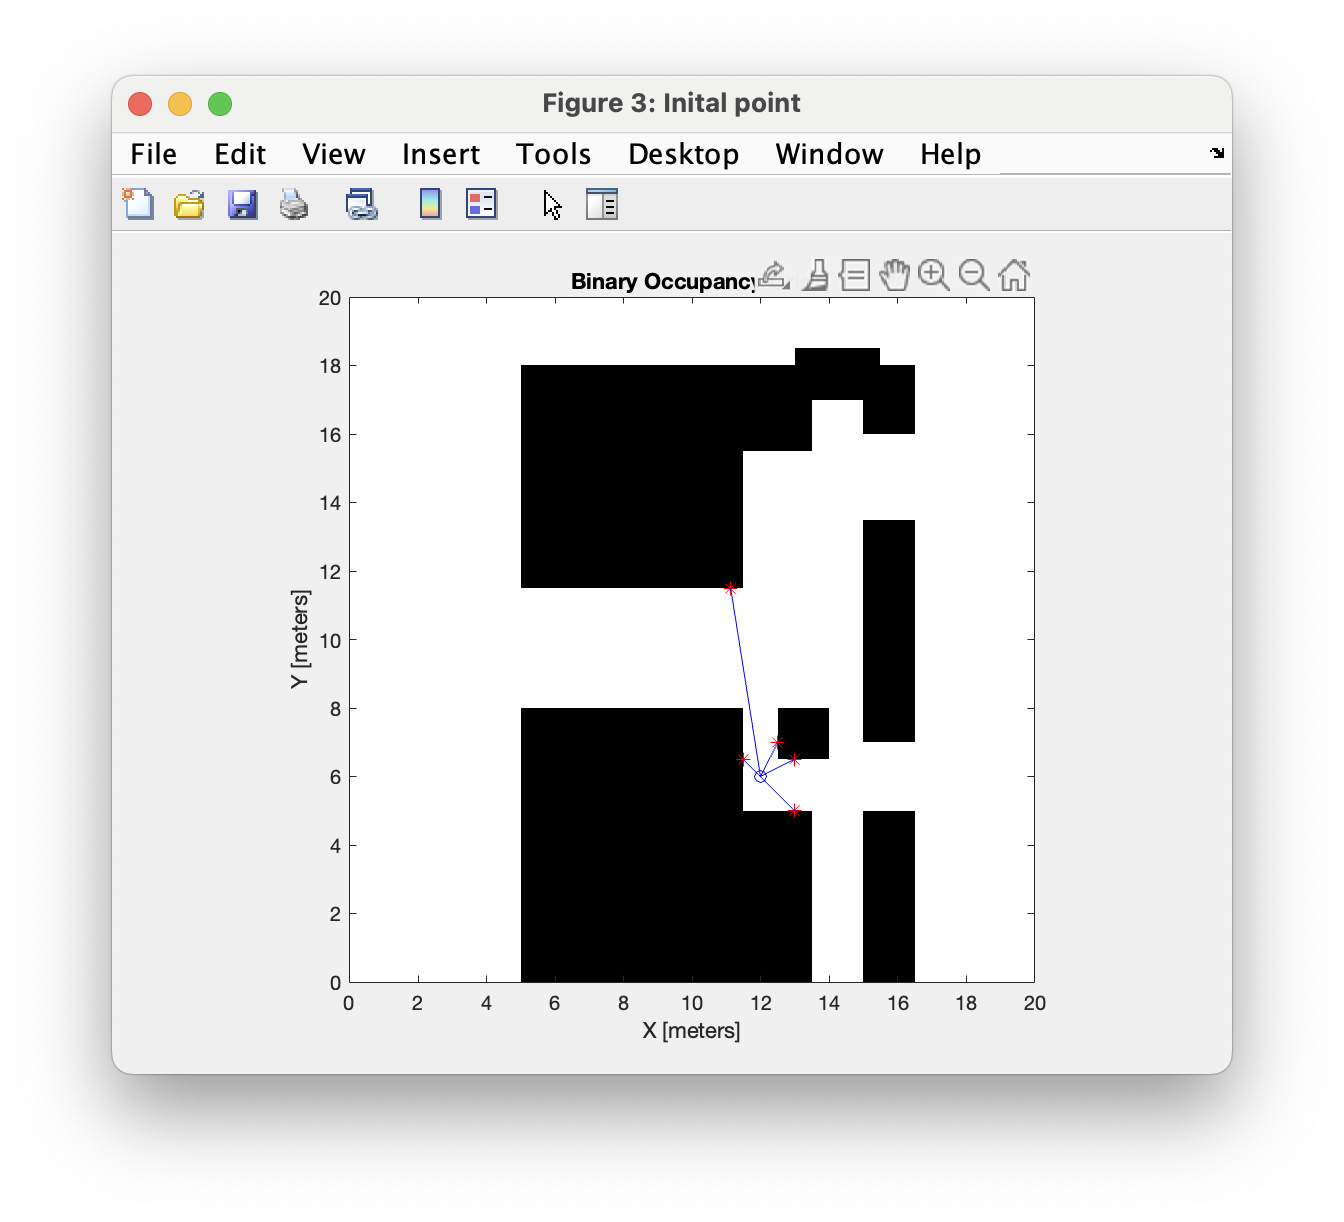 Figure 3: Inital point
File Edit View Insert Tools Desktop Window Help
Binary Occupancy
20
18
16
14
12
10
8
6
4
2
0
Y [meters]
0 2 4 6 8 10 12 14 16 18 20
X [meters]